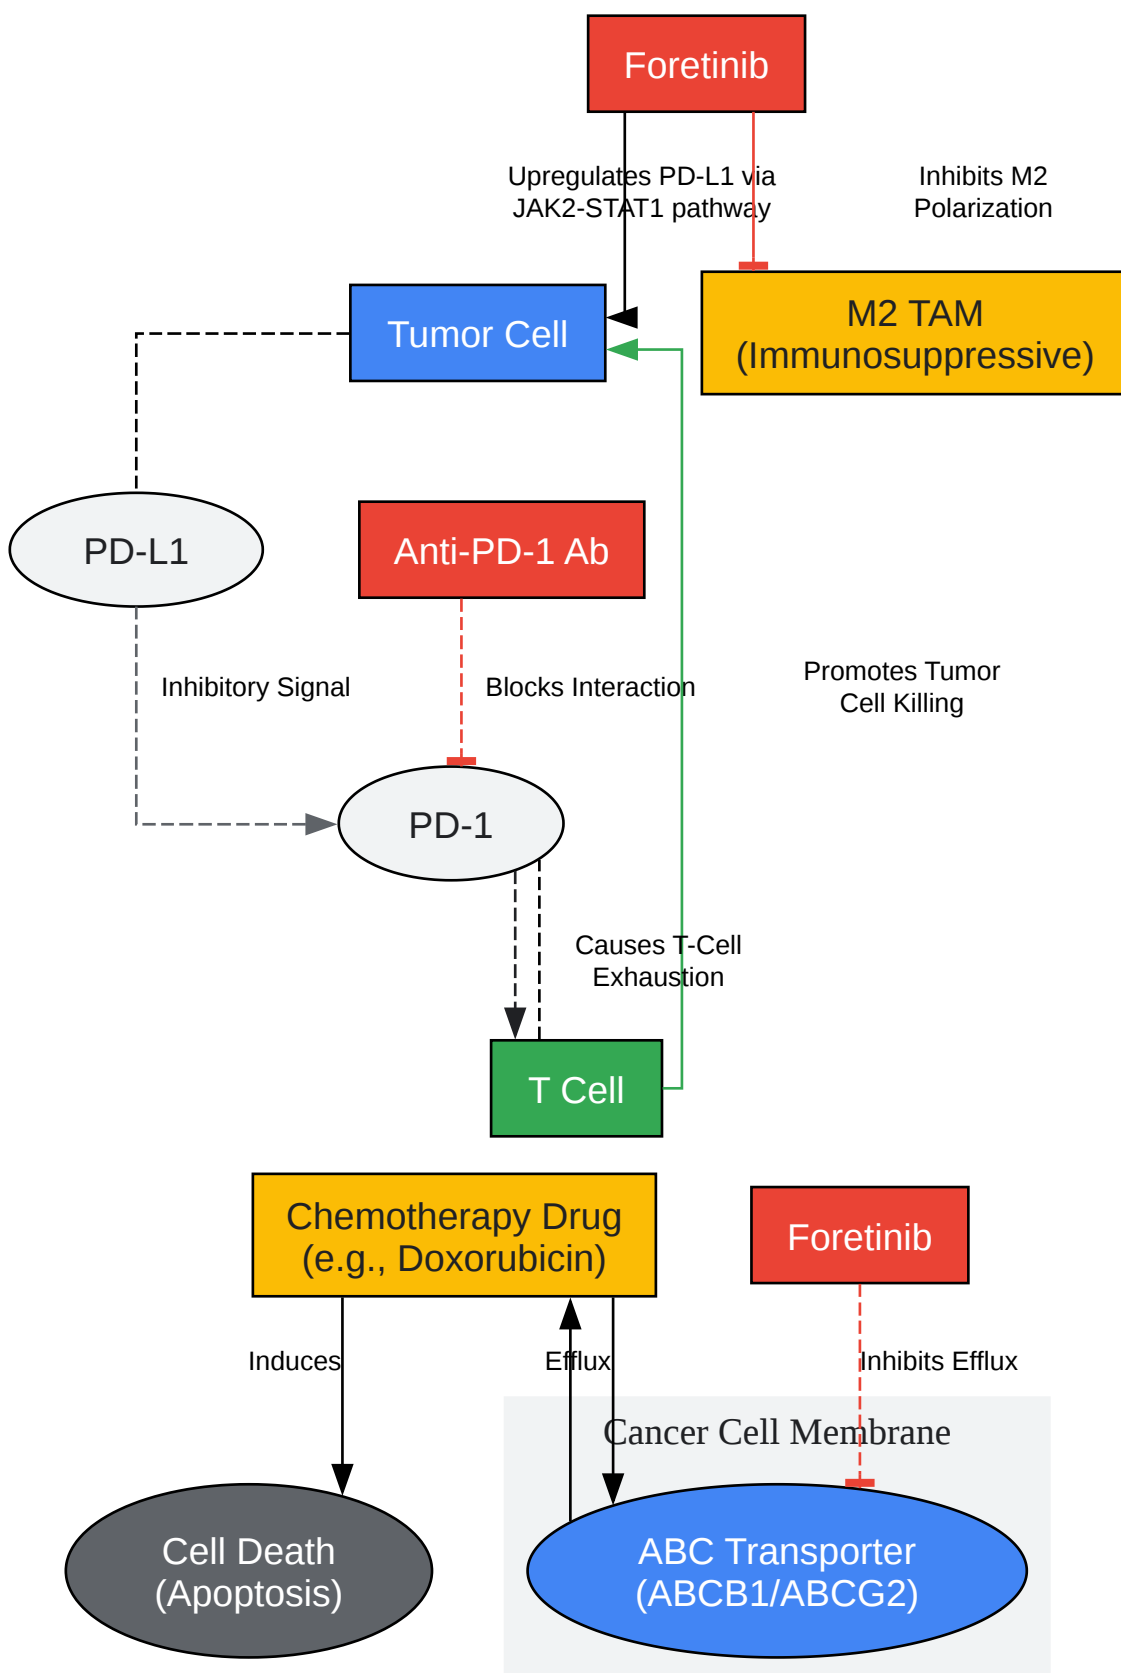 Foretinib
Upregulates PD-L1 via
JAK2-STAT1 pathway
Inhibits M2
Polarization
Tumor Cell
M2 TAM
(Immunosuppressive)
PD-L1
Anti-PD-1 Ab
Inhibitory Signal
Blocks Interaction
Promotes Tumor
Cell Killing
PD-1
Causes T-Cell
Exhaustion
T Cell
Chemotherapy Drug
(e.g., Doxorubicin)
Foretinib
Induces
Efflux
Inhibits Efflux
Cancer Cell Membrane
Cell Death
(Apoptosis)
ABC Transporter
(ABCB1/ABCG2)